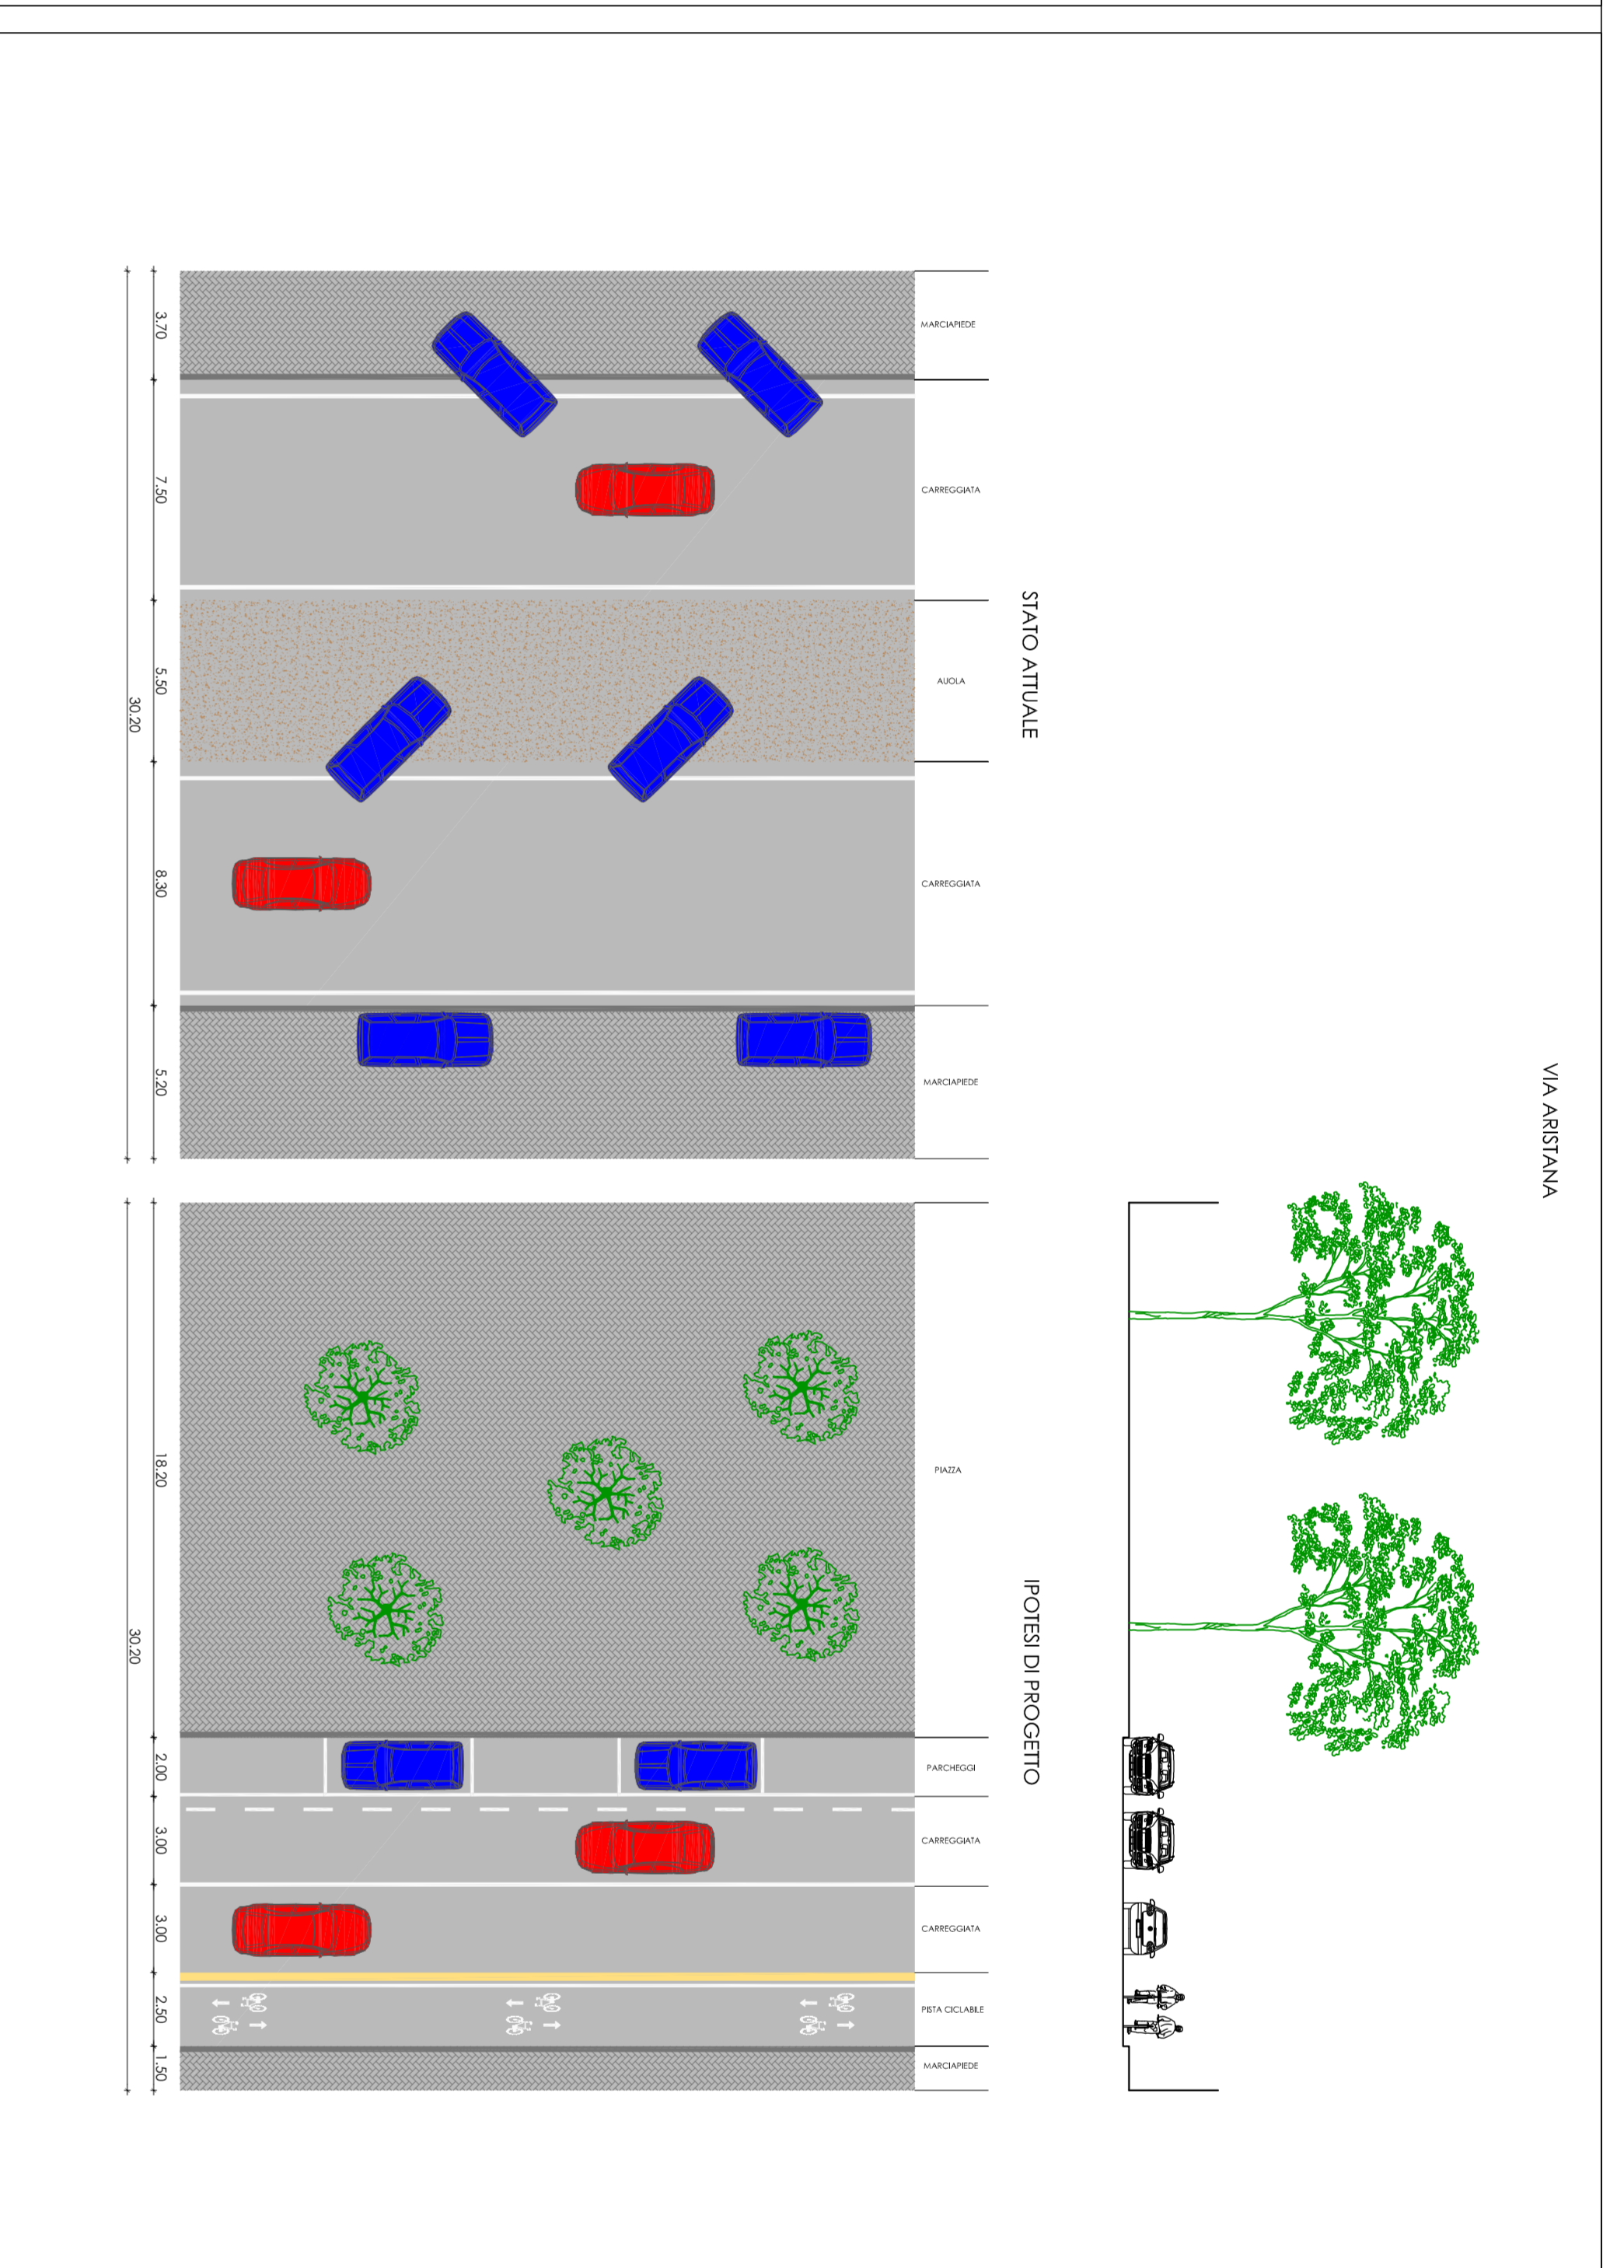 VIA ARISTANA
STATO ATTUALE
MARCIAPIEDE
CARREGGIATA
AUOLA
CARREGGIATA
MARCIAPIEDE
3.70
7.50
5.50
8.30
5.20
30.20
IPOTESI DI PROGETTO
PIAZZA
PARCHEGGI
CARREGGIATA
CARREGGIATA
PISTA CICLABILE
MARCIAPIEDE
18.20
2.00
3.00
3.00
2.50
1.50
30.20